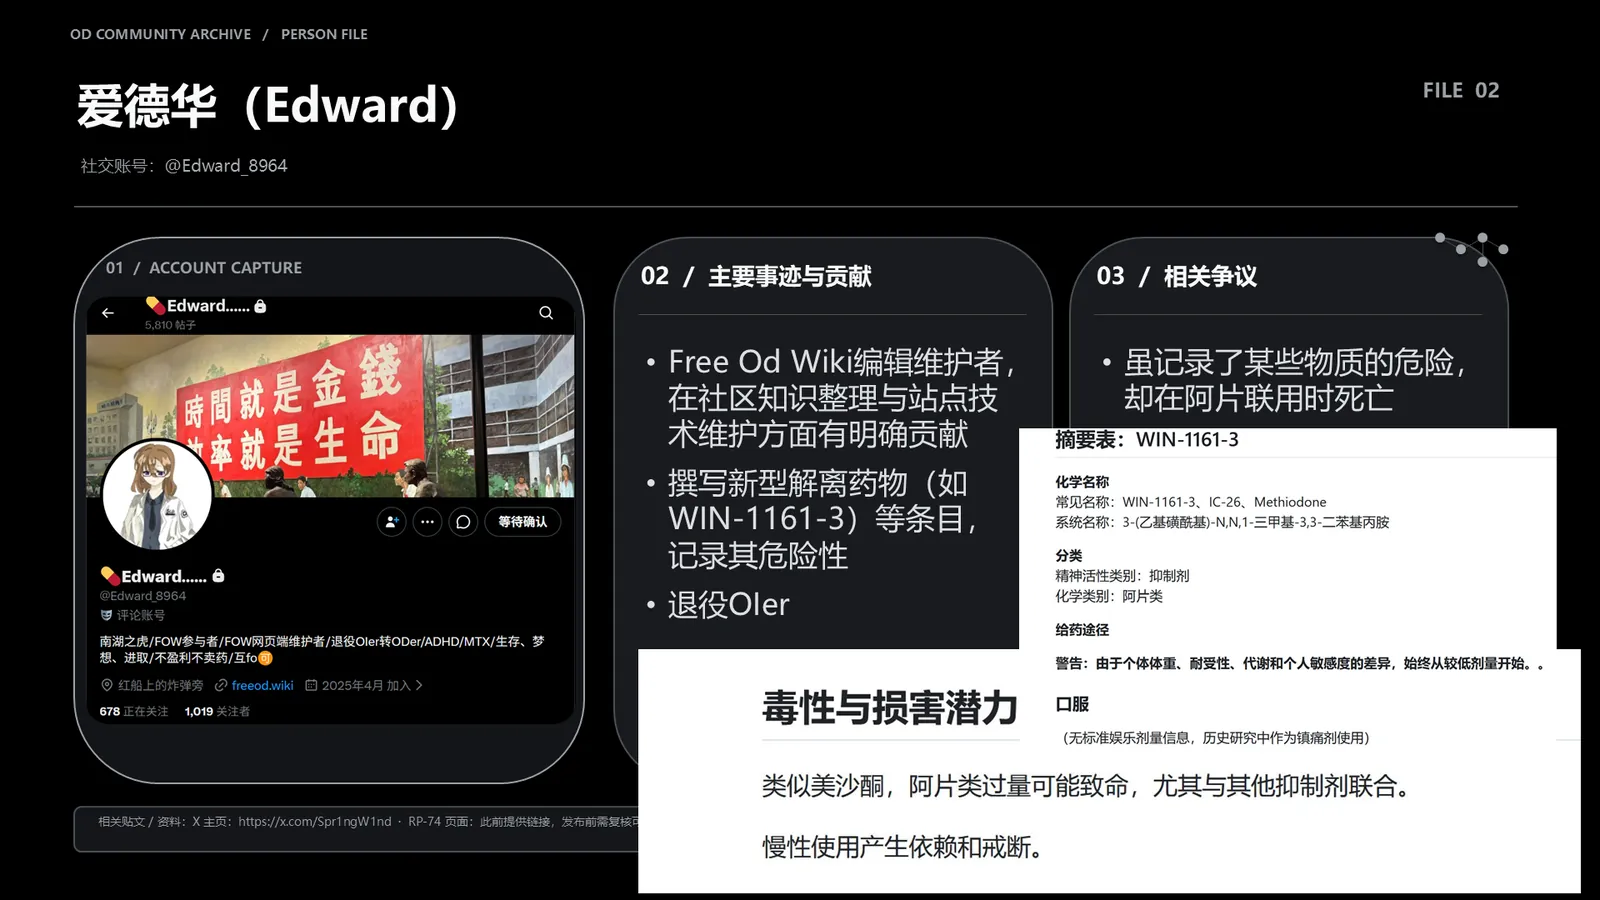 OD COMMUNITY ARCHIVE / PERSON FILE
爱德华（Edward）
FILE 02
社交账号：@Edward_8964
01 / ACCOUNT CAPTURE
Edward...... 
5,810 帖子
時間就是金錢
效率就是生命
等待确认
Edward......
@Edward_8964
评论账号
南湖之虎/FOW参与者/FOW网页端维护者/退役OIer转ODer/ADHD/MTX/生存、梦
想、进取/不盈利不卖药/互fo可
红船上的炸弹旁 freeod.wiki 2025年4月 加入
678 正在关注 1,019 关注者
02 / 主要事迹与贡献
• Free Od Wiki编辑维护者，
在社区知识整理与站点技
术维护方面有明确贡献
• 撰写新型解离药物（如
WIN-1161-3）等条目，
记录其危险性
• 退役OIer
03 / 相关争议
• 虽记录了某些物质的危险，
却在阿片联用时死亡
摘要表：WIN-1161-3
化学名称
常见名称：WIN-1161-3、IC-26、Methiodone
系统名称：3-(乙基磺酰基)-N,N,1-三甲基-3,3-二苯基丙胺
分类
精神活性类别：抑制剂
化学类别：阿片类
给药途径
警告：由于个体体重、耐受性、代谢和个人敏感度的差异，始终从较低剂量开始。。
口服
（无标准娱乐剂量信息，历史研究中作为镇痛剂使用）
毒性与损害潜力
类似美沙酮，阿片类过量可能致命，尤其与其他抑制剂联合。
慢性使用产生依赖和戒断。
相关贴文 / 资料：X 主页：https://x.com/Spr1ngW1nd · RP-74 页面：此前提供链接，发布前需复核可